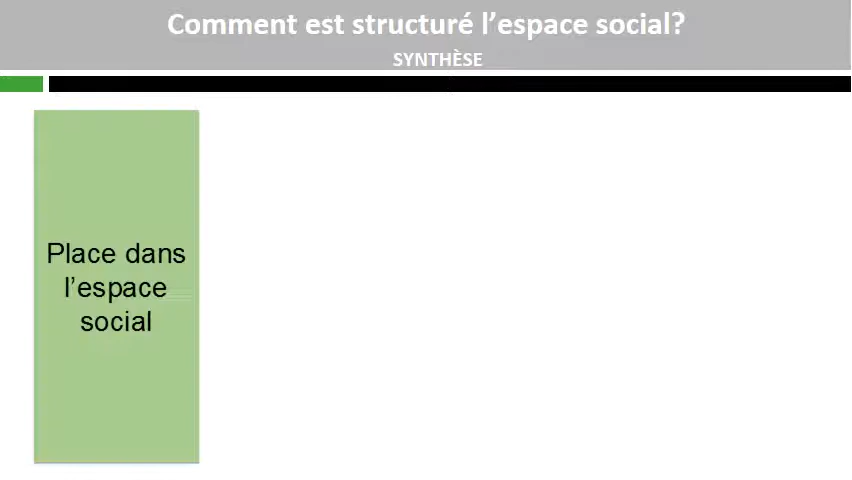 Comment est structuré l’espace social?
SYNTHÈSE
Place dans
l’espace
social